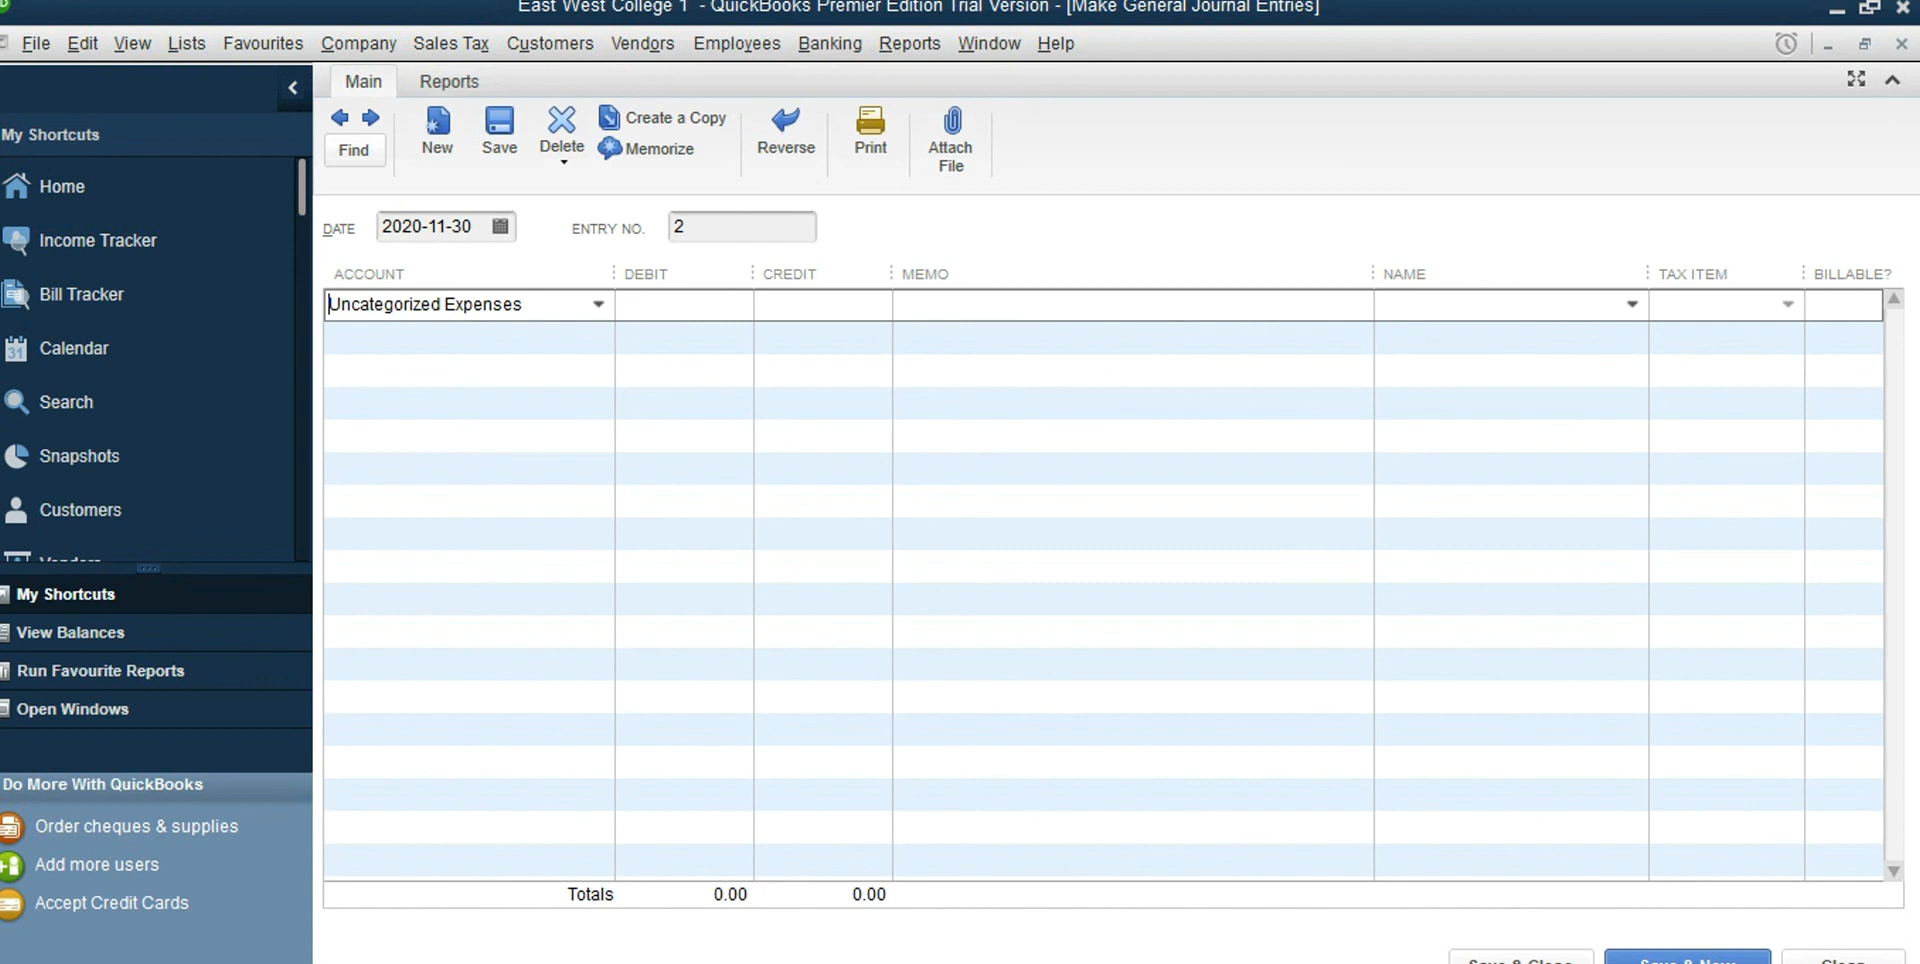 East West College 1 - QuickBooks Premier Edition Trial Version - [Make General Journal Entries]
File Edit View Lists Favourites Company Sales Tax Customers Vendors Employees Banking Reports Window Help
Main Reports
My Shortcuts
Home
Income Tracker
Bill Tracker
Calendar
31
Search
Snapshots
Customers
Vendors
My Shortcuts
View Balances
Run Favourite Reports
Open Windows
Do More With QuickBooks
Order cheques & supplies
Add more users
Accept Credit Cards
Find
New
Save
Delete
Create a Copy
Memorize
Reverse
Print
Attach
File
DATE 2020-11-30 ENTRY NO. 2
ACCOUNT DEBIT CREDIT MEMO NAME TAX ITEM BILLABLE?
Uncategorized Expenses
Totals 0.00 0.00
Save & Close Save & New Close